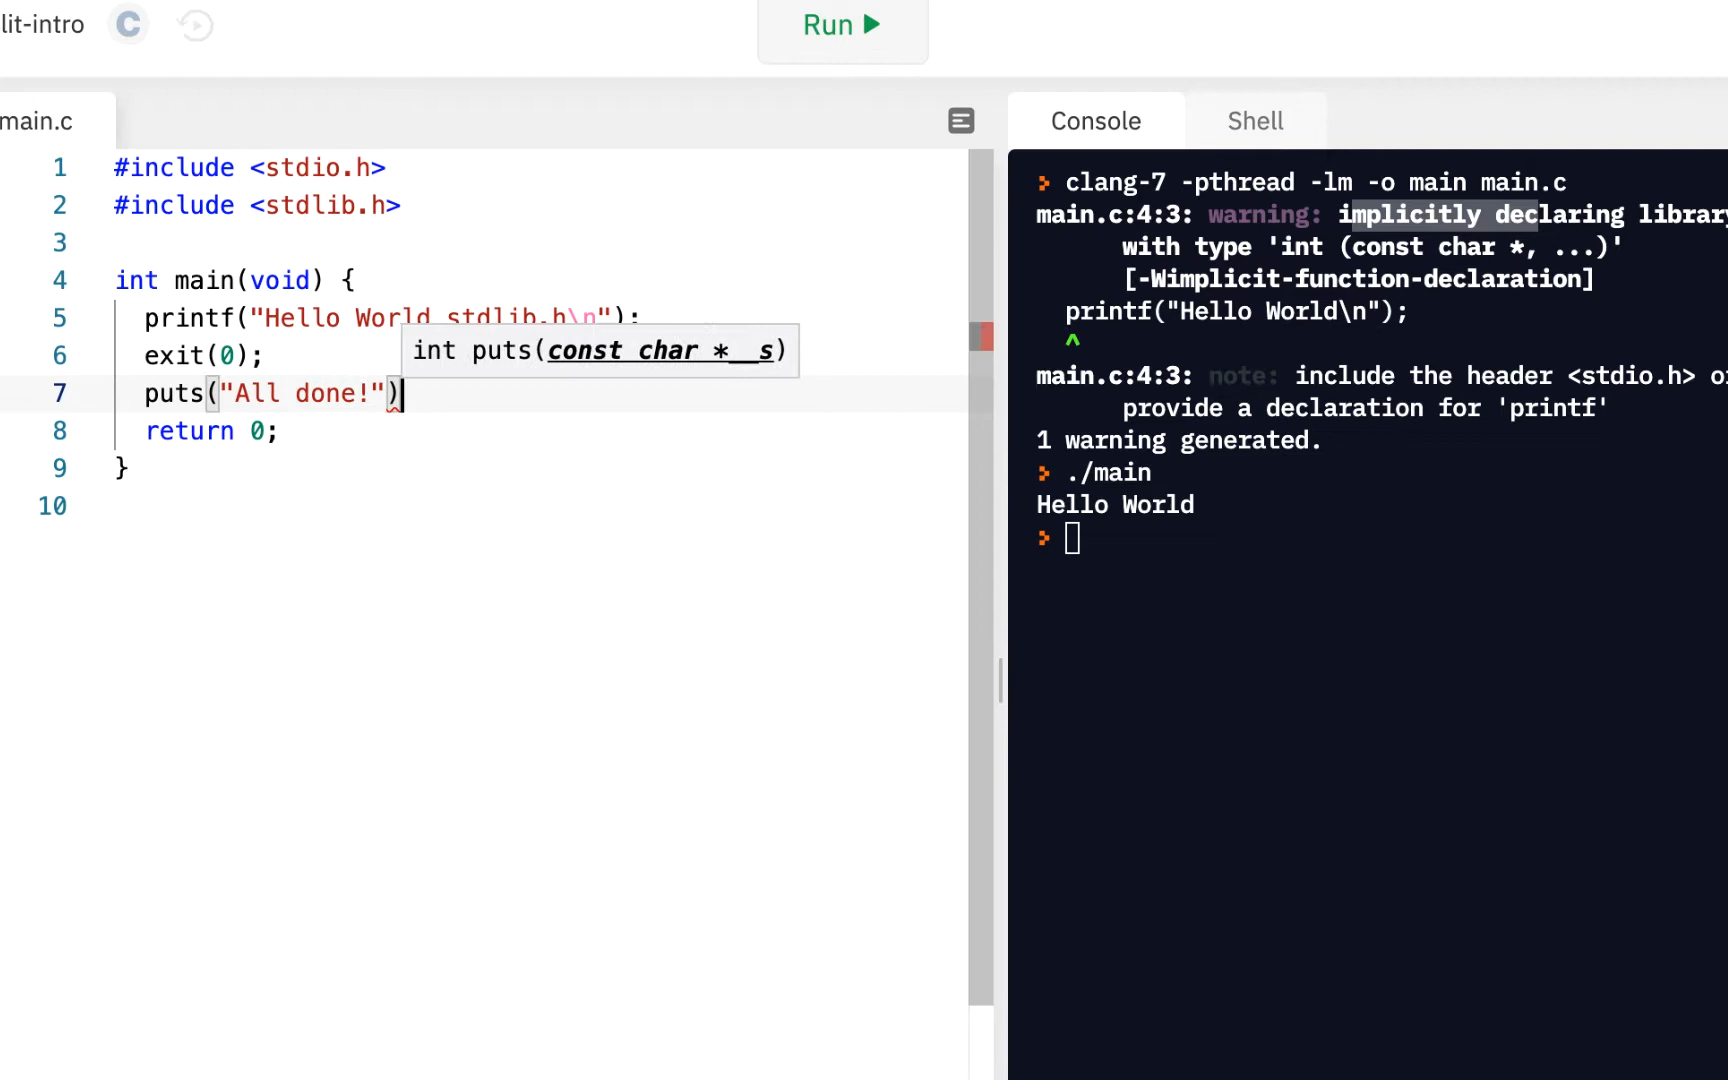 lit-intro C Run
main.c Console Shell
1 #include <stdio.h>
2 #include <stdlib.h>
3
4 int main(void) {
5 printf("Hello World stdlib.h\n");
6 exit(0);
int puts(const char *__s)
7 puts("All done!")
8 return 0;
9 }
10
clang-7 -pthread -lm -o main main.c
main.c:4:3: warning: implicitly declaring library
with type 'int (const char *, ...)'
[-Wimplicit-function-declaration]
printf("Hello World\n");
^
main.c:4:3: note: include the header <stdio.h> or
provide a declaration for 'printf'
1 warning generated.
./main
Hello World